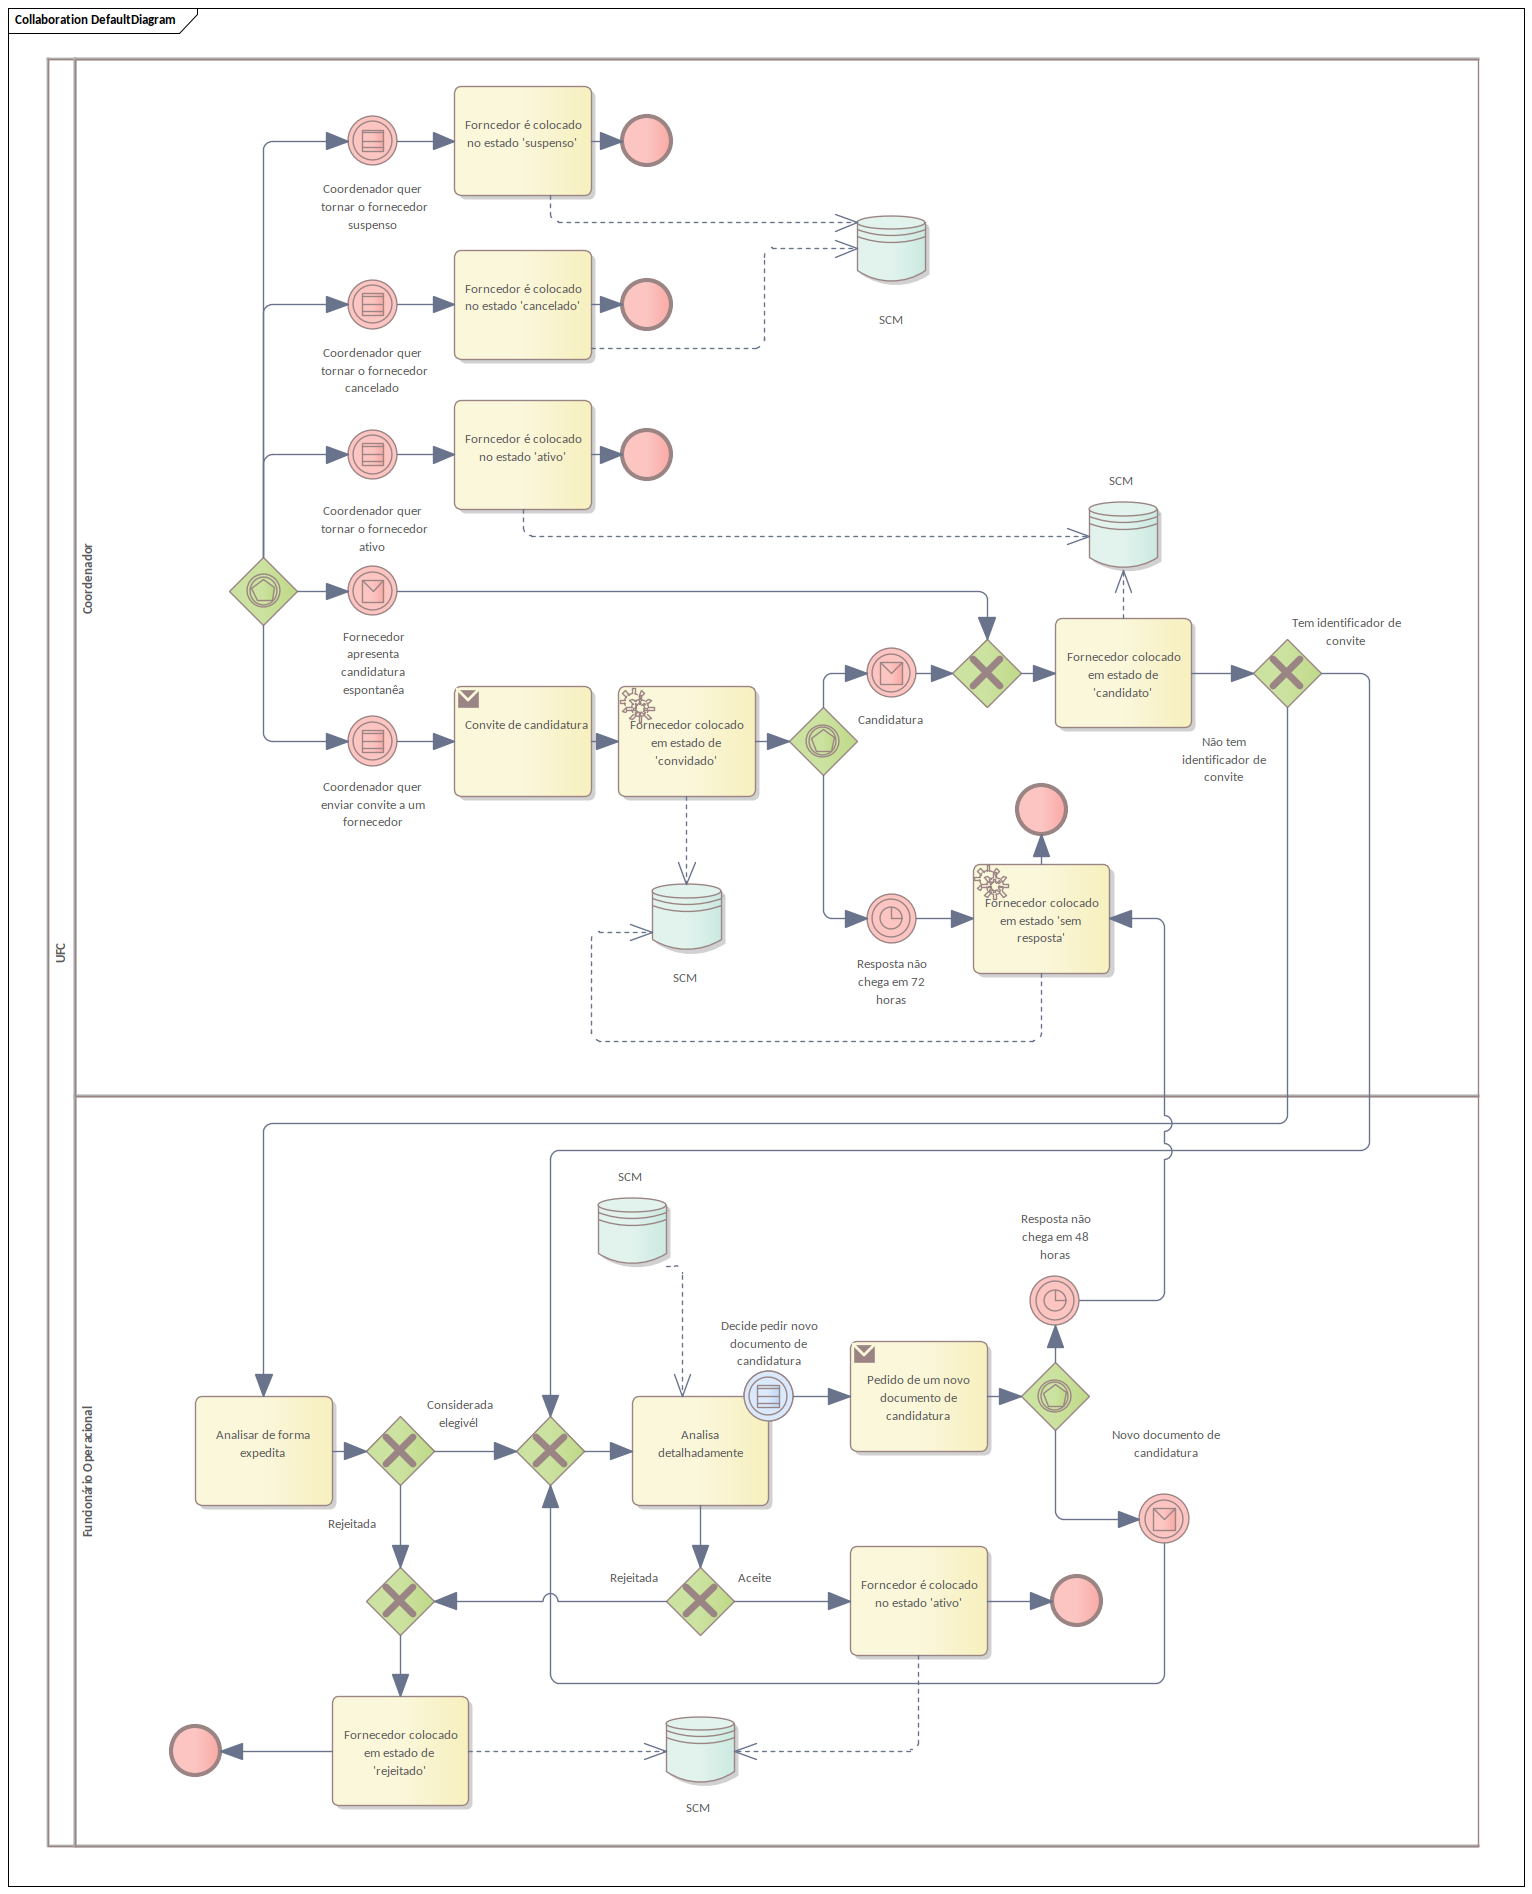 Collaboration DefaultDiagram
UFC
Coordenador
Forncedor é colocado
no estado 'suspenso'
Coordenador quer
tornar o fornecedor
suspenso
Forncedor é colocado
no estado 'cancelado'
SCM
Coordenador quer
tornar o fornecedor
cancelado
Forncedor é colocado
no estado 'ativo'
Coordenador quer
tornar o fornecedor
ativo
SCM
Fornecedor
apresenta
candidatura
espontanêa
Convite de candidatura
Fornecedor colocado
em estado de
'convidado'
Candidatura
Fornecedor colocado
em estado de
'candidato'
Tem identificador de
convite
Não tem
identificador de
convite
Coordenador quer
enviar convite a um
fornecedor
SCM
Resposta não
chega em 72
horas
Fornecedor colocado
em estado 'sem
resposta'
Funcionário Operacional
SCM
Resposta não
chega em 48
horas
Decide pedir novo
documento de
candidatura
Analisar de forma
expedita
Considerada
elegivél
Analisa
detalhadamente
Pedido de um novo
documento de
candidatura
Novo documento de
candidatura
Rejeitada
Rejeitada
Aceite
Forncedor é colocado
no estado 'ativo'
Fornecedor colocado
em estado de
'rejeitado'
SCM